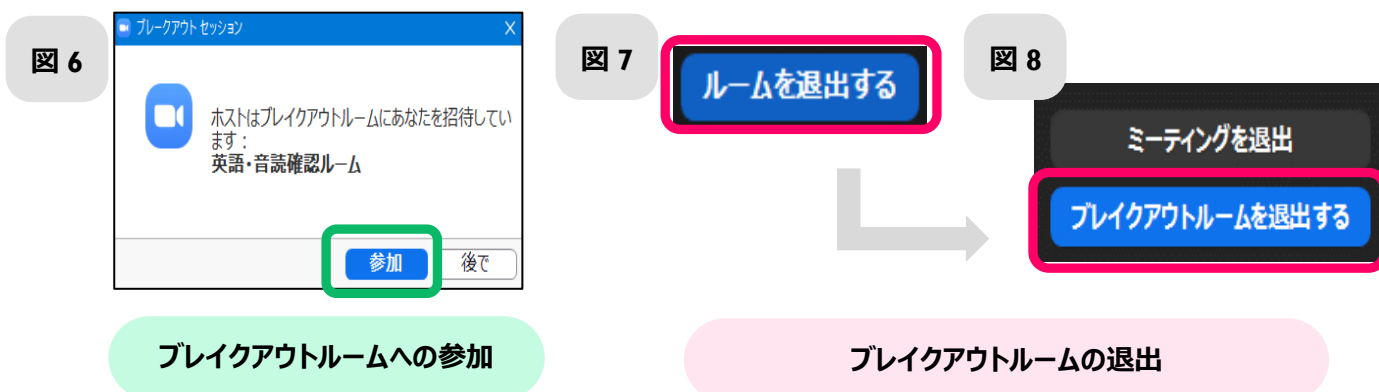 図 6
ブレークアウト セッション
X
ホストはブレイクアウトルームにあなたを招待してい
ます：
英語・音読確認ルーム
参加
後で
ブレイクアウトルームへの参加
図 7
ルームを退出する
図 8
ミーティングを退出
ブレイクアウトルームを退出する
ブレイクアウトルームの退出